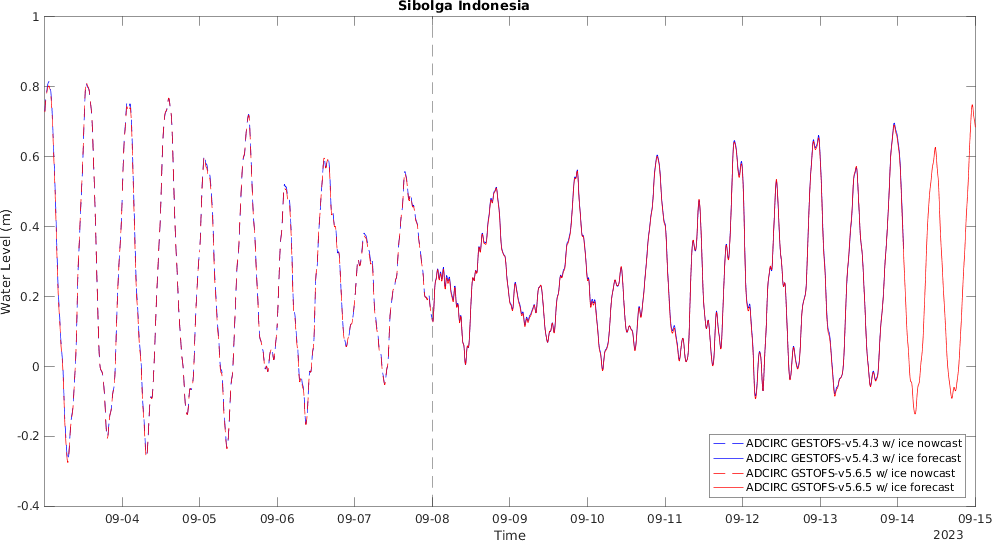 Sibolga Indonesia
1
0.8
0.6
0.4
0.2
0
-0.2
-0.4
Water Level (m)
ADCIRC GESTOFS-v5.4.3 w/ ice nowcast
ADCIRC GESTOFS-v5.4.3 w/ ice forecast
ADCIRC GSTOFS-v5.6.5 w/ ice nowcast
ADCIRC GSTOFS-v5.6.5 w/ ice forecast
09-04 09-05 09-06 09-07 09-08 09-09 09-10 09-11 09-12 09-13 09-14 09-15
Time
2023